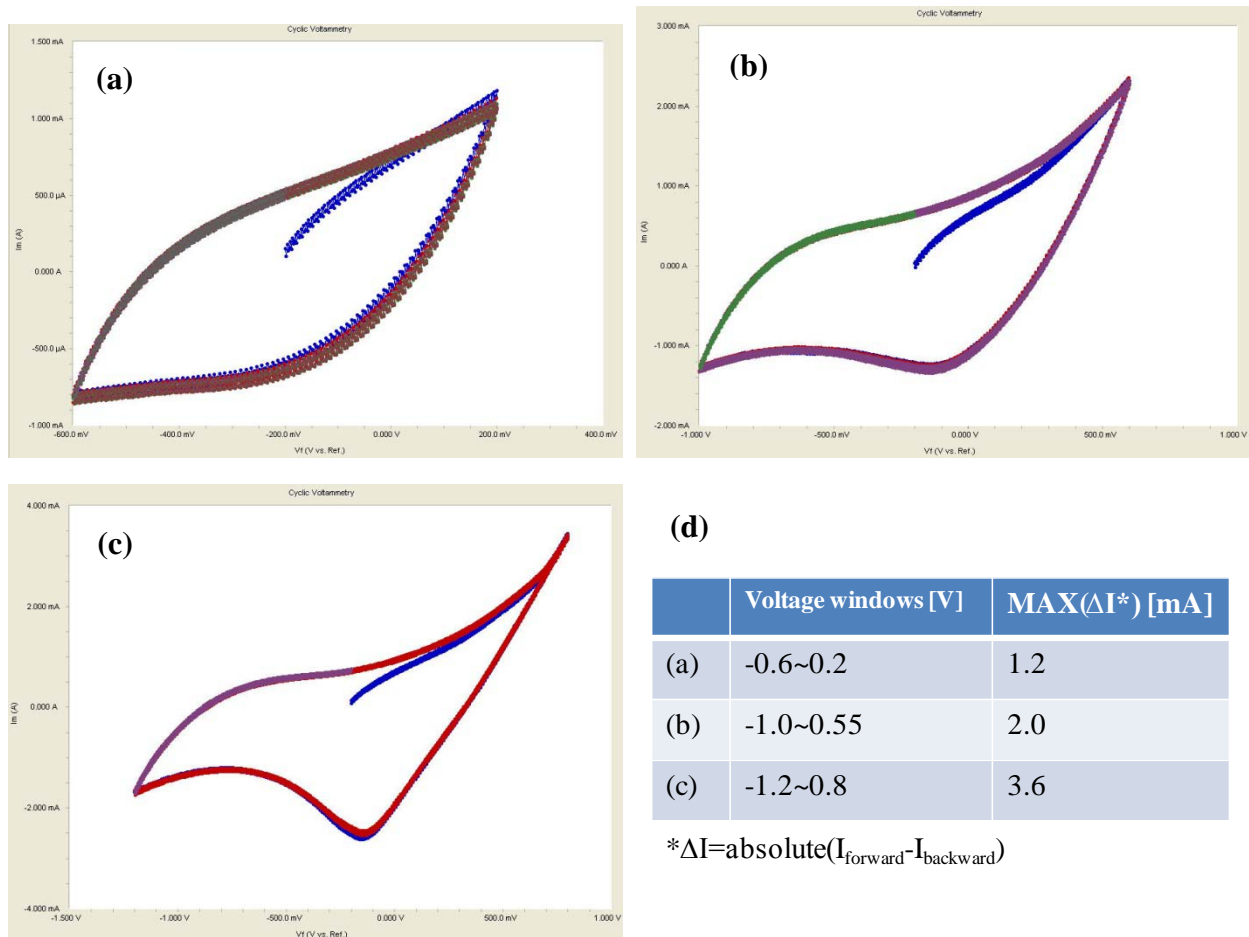 Cyclic Voltammetry
(a)
1.500 mA
1.000 mA
500.0 µA
0.000 A
-500.0 µA
-1.000 mA
Im (A)
-600.0 mV -400.0 mV -200.0 mV 0.000 V 200.0 mV 400.0 mV
Vf (V vs. Ref.)
Cyclic Voltammetry
(b)
3.000 mA
2.000 mA
1.000 mA
0.000 A
-1.000 mA
-2.000 mA
Im (A)
-1.000 V -500.0 mV 0.000 V 500.0 mV 1.000 V
Vf (V vs. Ref.)
Cyclic Voltammetry
(c)
4.000 mA
2.000 mA
0.000 A
-2.000 mA
-4.000 mA
Im (A)
-1.500 V -1.000 V -500.0 mV 0.000 V 500.0 mV 1.000 V
Vf (V vs. Ref.)
(d)
Voltage windows [V] MAX(ΔI*) [mA]
(a) -0.6~0.2 1.2
(b) -1.0~0.55 2.0
(c) -1.2~0.8 3.6
*ΔI=absolute(Iforward-Ibackward)